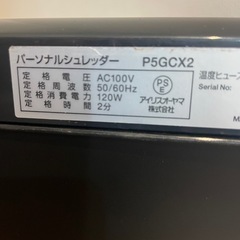 パーソナルシュレッダー P5GCX2
定格電圧 AC100V
定格周波数 50/60Hz
定格消費電力 120W
定格時間 2分
PS
E
アイリスオーヤマ
株式会社
温度ヒュース
Serial No:
M